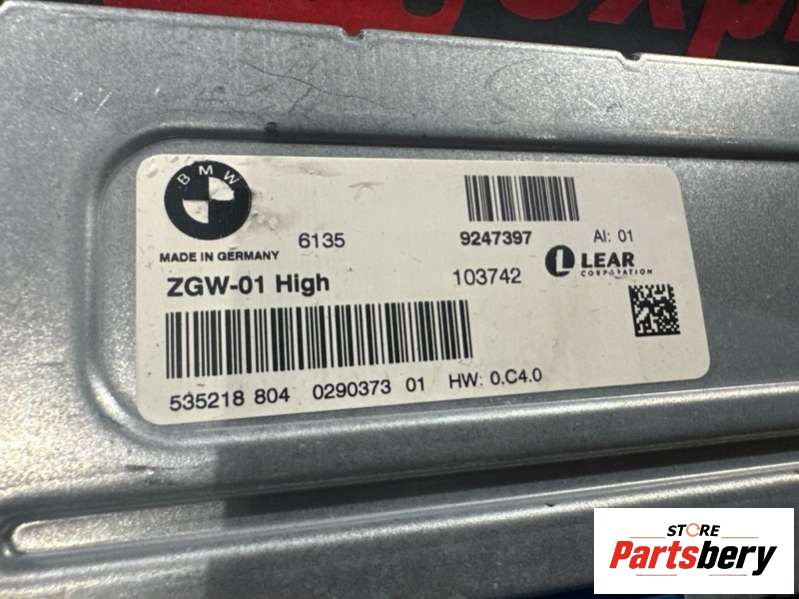 BMW
6135 9247397 AI: 01
MADE IN GERMANY
ZGW-01 High 103742 L LEAR
CORPORATION
535218 804 0290373 01 HW: 0.C4.0
STORE
Partsbery